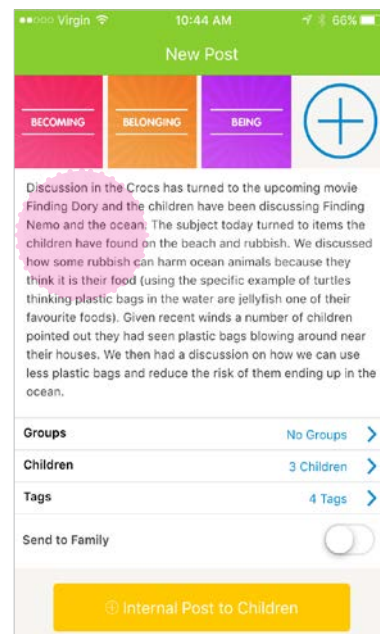 Virgin 10:44 AM 66%
New Post
BECOMING BELONGING BEING
Discussion in the Crocs has turned to the upcoming movie
Finding Dory and the children have been discussing Finding
Nemo and the ocean. The subject today turned to items the
children have found on the beach and rubbish. We discussed
how some rubbish can harm ocean animals because they
think it is their food (using the specific example of turtles
thinking plastic bags in the water are jellyfish one of their
favourite foods). Given recent winds a number of children
pointed out they had seen plastic bags blowing around near
their houses. We then had a discussion on how we can use
less plastic bags and reduce the risk of them ending up in the
ocean.
Groups No Groups
Children 3 Children
Tags 4 Tags
Send to Family
Internal Post to Children